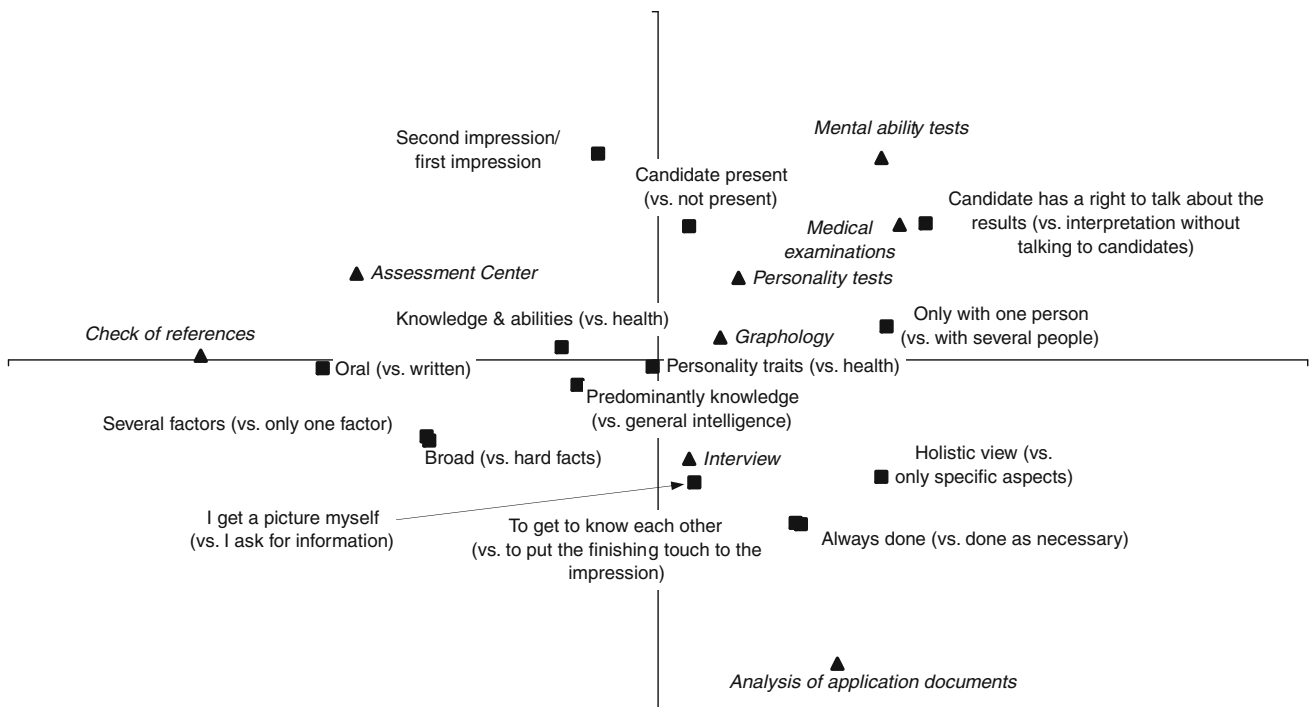 Mental ability tests
Second impression/
first impression
Candidate present
(vs. not present)
Candidate has a right to talk about the
results (vs. interpretation without
talking to candidates)
Medical
examinations
Assessment Center
Personality tests
Check of references
Knowledge & abilities (vs. health)
Graphology
Only with one person
(vs. with several people)
Oral (vs. written)
Personality traits (vs. health)
Predominantly knowledge
(vs. general intelligence)
Several factors (vs. only one factor)
Broad (vs. hard facts)
Interview
Holistic view (vs.
only specific aspects)
I get a picture myself
(vs. I ask for information)
To get to know each other
(vs. to put the finishing touch to the
impression)
Always done (vs. done as necessary)
Analysis of application documents